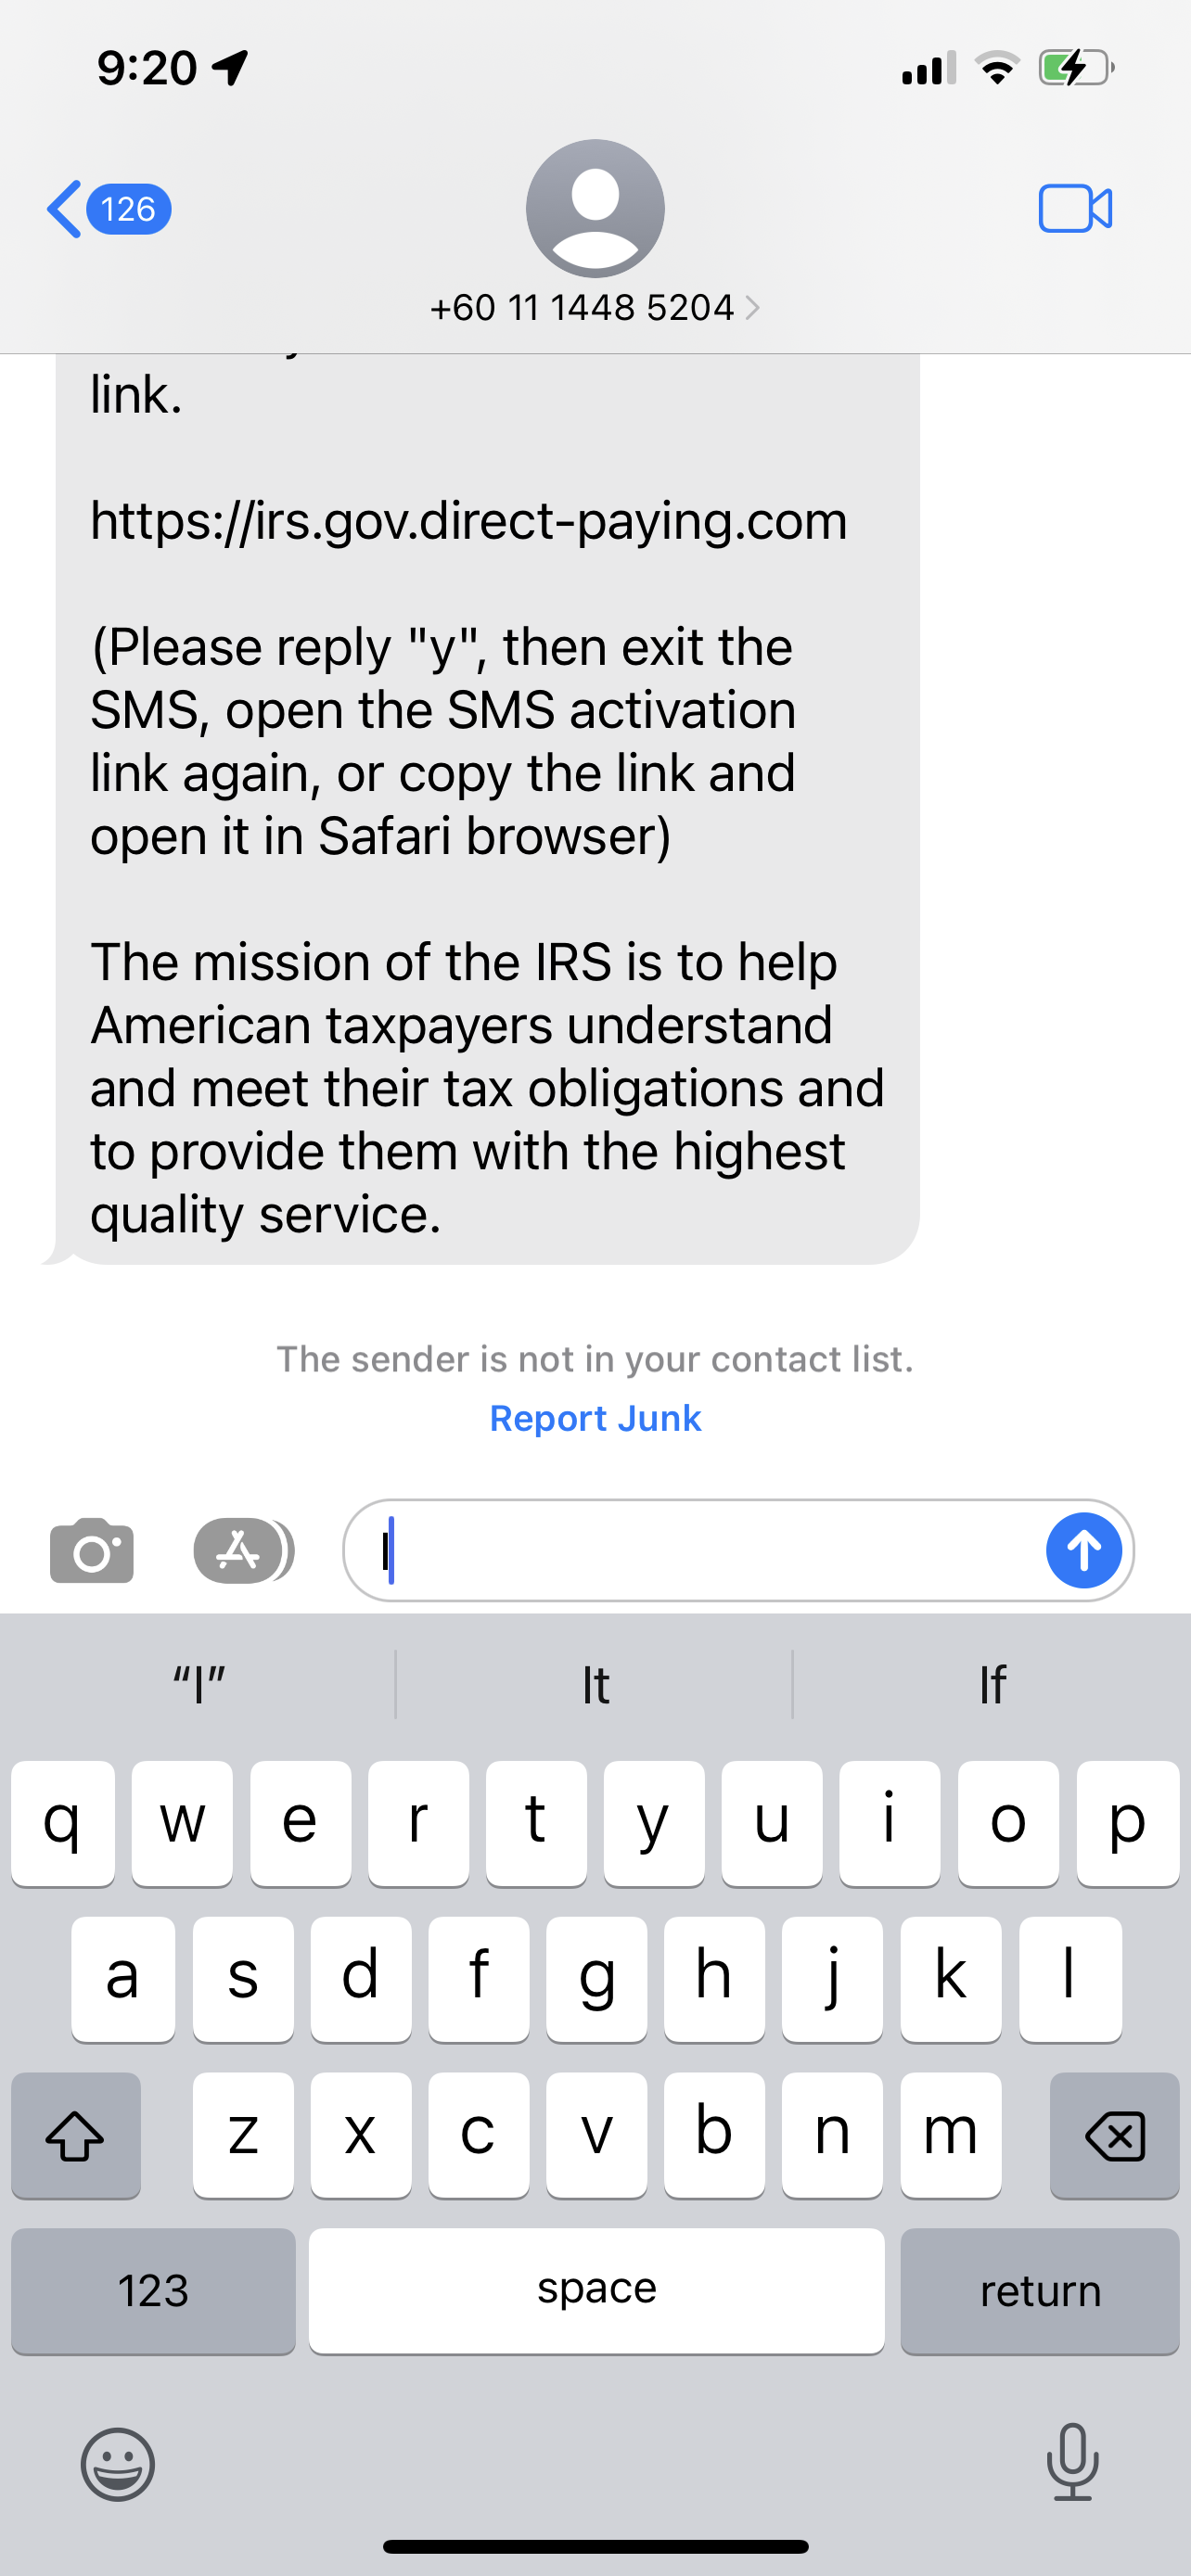 9:20
126
+60 11 1448 5204
link.
https://irs.gov.direct-paying.com
(Please reply "y", then exit the
SMS, open the SMS activation
link again, or copy the link and
open it in Safari browser)
The mission of the IRS is to help
American taxpayers understand
and meet their tax obligations and
to provide them with the highest
quality service.
The sender is not in your contact list.
Report Junk
I
“I” It If
q w e r t y u i o p
a s d f g h j k l
z x c v b n m
123 space return